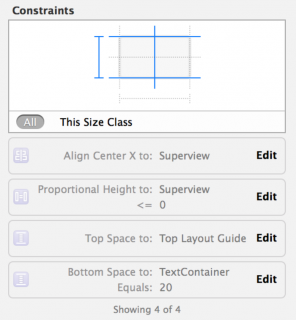 Constraints
All This Size Class
Align Center X to: Superview Edit
Proportional Height to: Superview
<= 0 Edit
Top Space to: Top Layout Guide Edit
Bottom Space to: TextContainer
Equals: 20 Edit
Showing 4 of 4